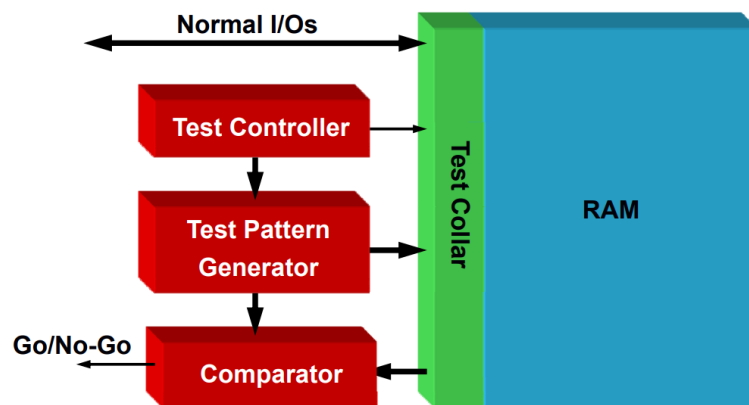 Normal I/Os
Test Controller
Test Pattern
Generator
Go/No-Go
Comparator
Test Collar
RAM